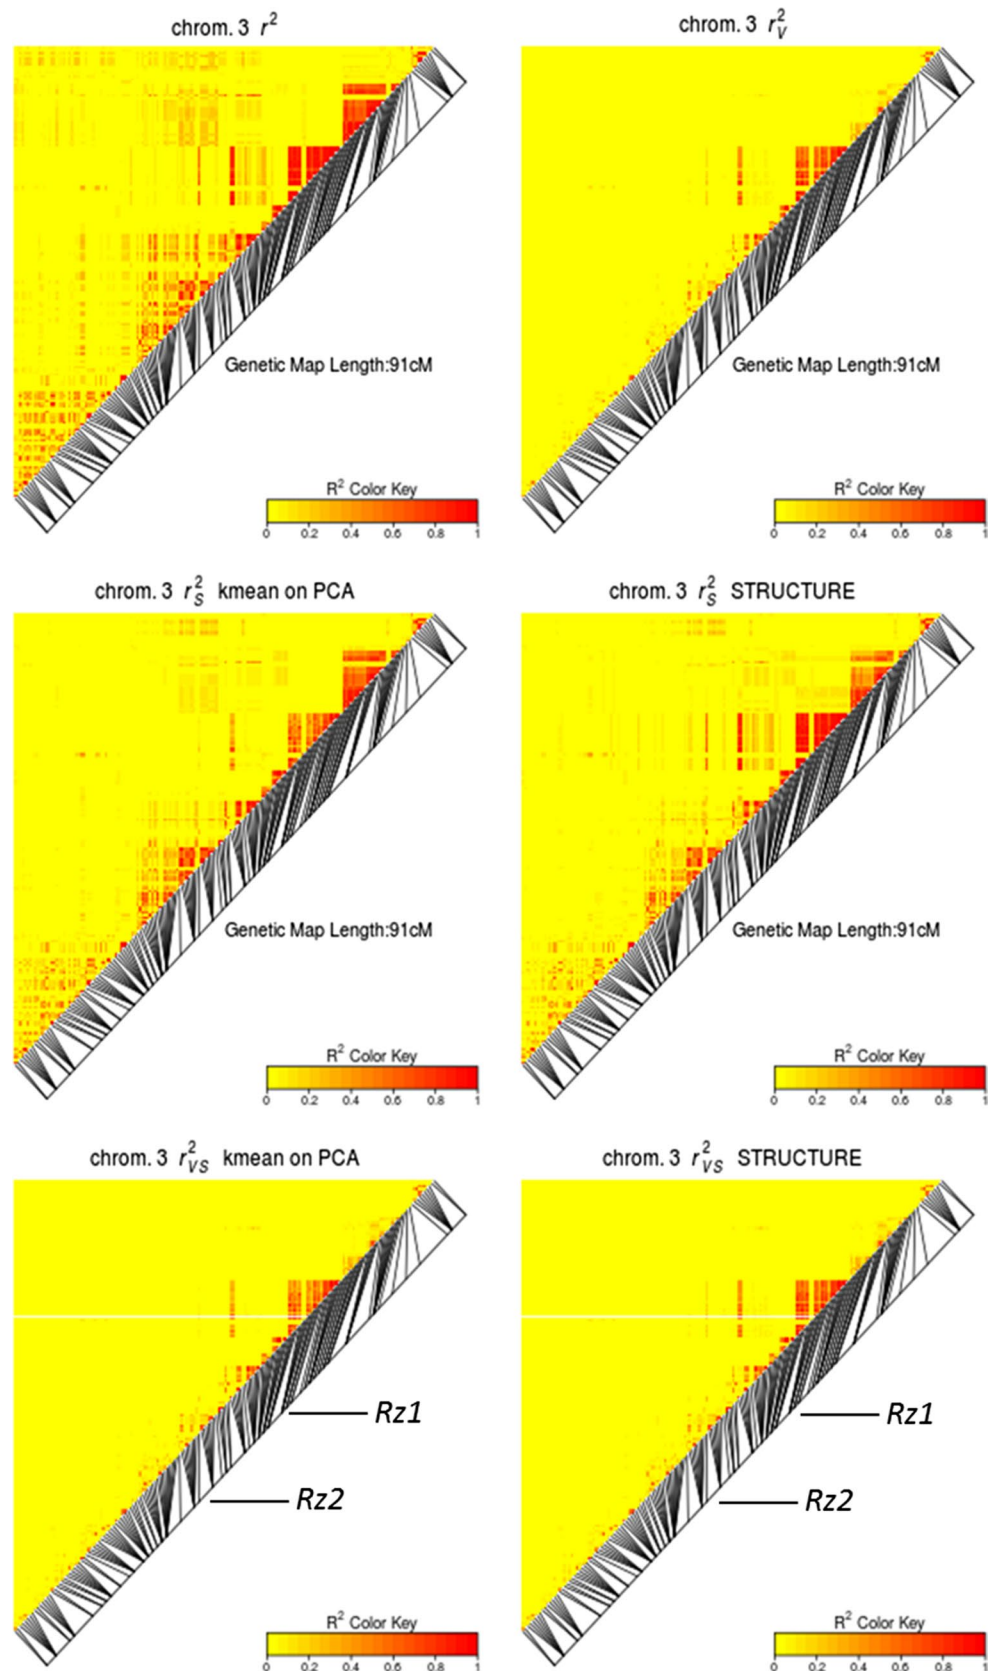 chrom. 3 r²
chrom. 3 r²V
Genetic Map Length:91cM
Genetic Map Length:91cM
R² Color Key
R² Color Key
0 0.2 0.4 0.6 0.8 1
0 0.2 0.4 0.6 0.8 1
chrom. 3 r²S kmean on PCA
chrom. 3 r²S STRUCTURE
Genetic Map Length:91cM
Genetic Map Length:91cM
R² Color Key
R² Color Key
0 0.2 0.4 0.6 0.8 1
0 0.2 0.4 0.6 0.8 1
chrom. 3 r²VS kmean on PCA
chrom. 3 r²VS STRUCTURE
Rz1
Rz1
Rz2
Rz2
R² Color Key
R² Color Key
0 0.2 0.4 0.6 0.8 1
0 0.2 0.4 0.6 0.8 1